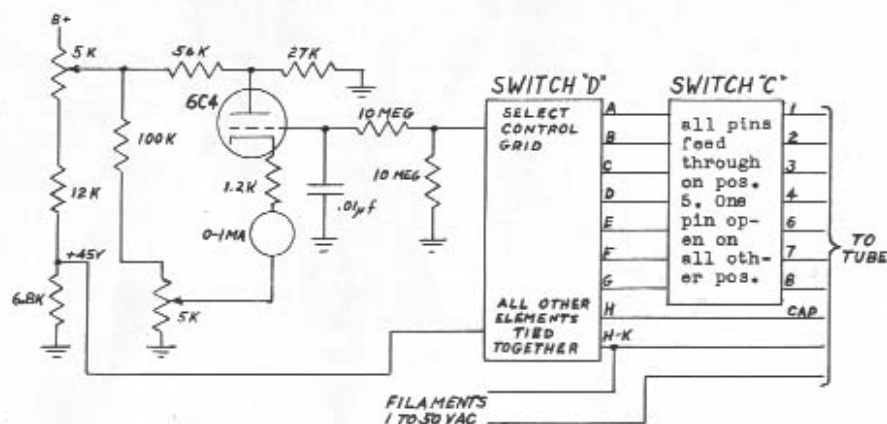 B+
5K
56K
27K
6C4
100K
10 MEG
10 MEG
1.2K
.01µf
12K
0-1MA
+45V
6.8K
5K
SWITCH "D"
SELECT
CONTROL
GRID
A
B
C
D
E
F
G
H
H-K
ALL OTHER
ELEMENTS
TIED
TOGETHER
SWITCH "C"
all pins
feed
through
on pos.
5. One
pin op-
en on
all oth-
er pos.
1
2
3
4
6
7
8
CAP
TO
TUBE
FILAMENTS
1 TO 50 VAC